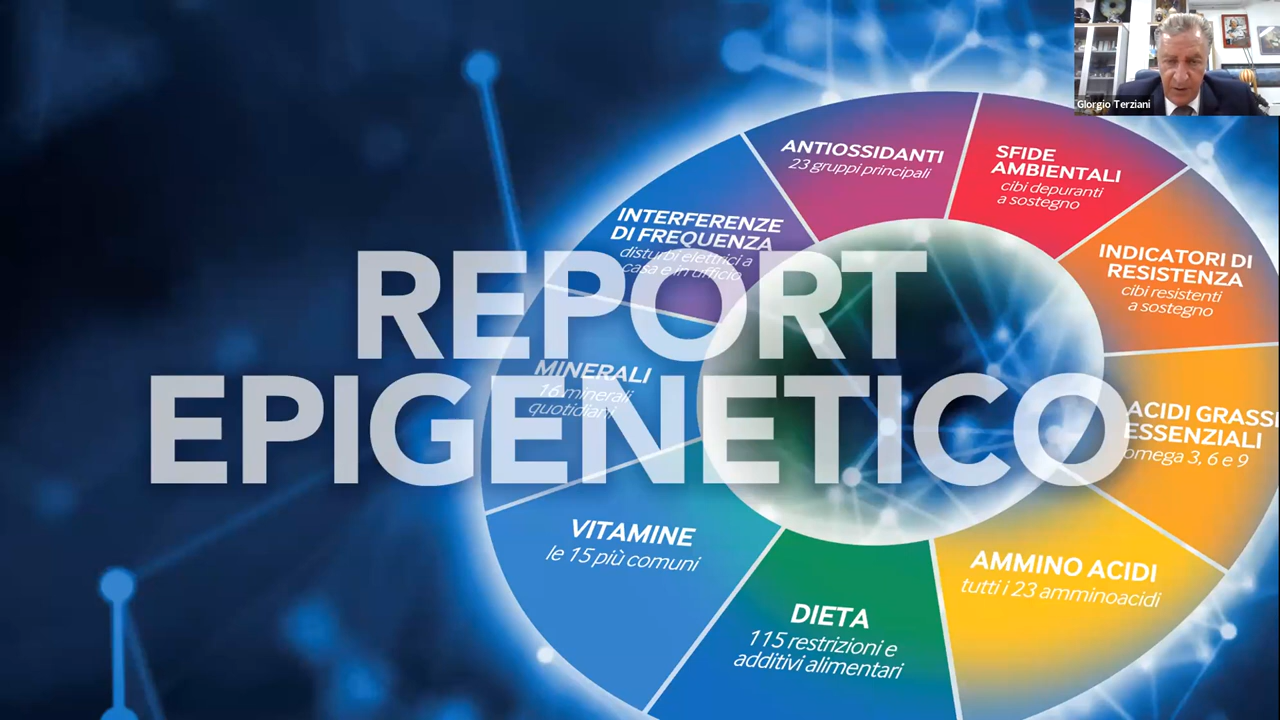 Giorgio Terziani
REPORT
EPIGENETICO
ANTIOSSIDANTI
23 gruppi principali
SFIDE
AMBIENTALI
cibi depuranti
a sostegno
INDICATORI DI
RESISTENZA
cibi resistenti
a sostegno
ACIDI GRASSI
ESSENZIALI
omega 3, 6 e 9
AMMINO ACIDI
tutti i 23 amminoacidi
DIETA
115 restrizioni e
additivi alimentari
VITAMINE
le 15 più comuni
MINERALI
16 minerali
quotidiani
INTERFERENZE
DI FREQUENZA
disturbi elettrici a
casa e in ufficio